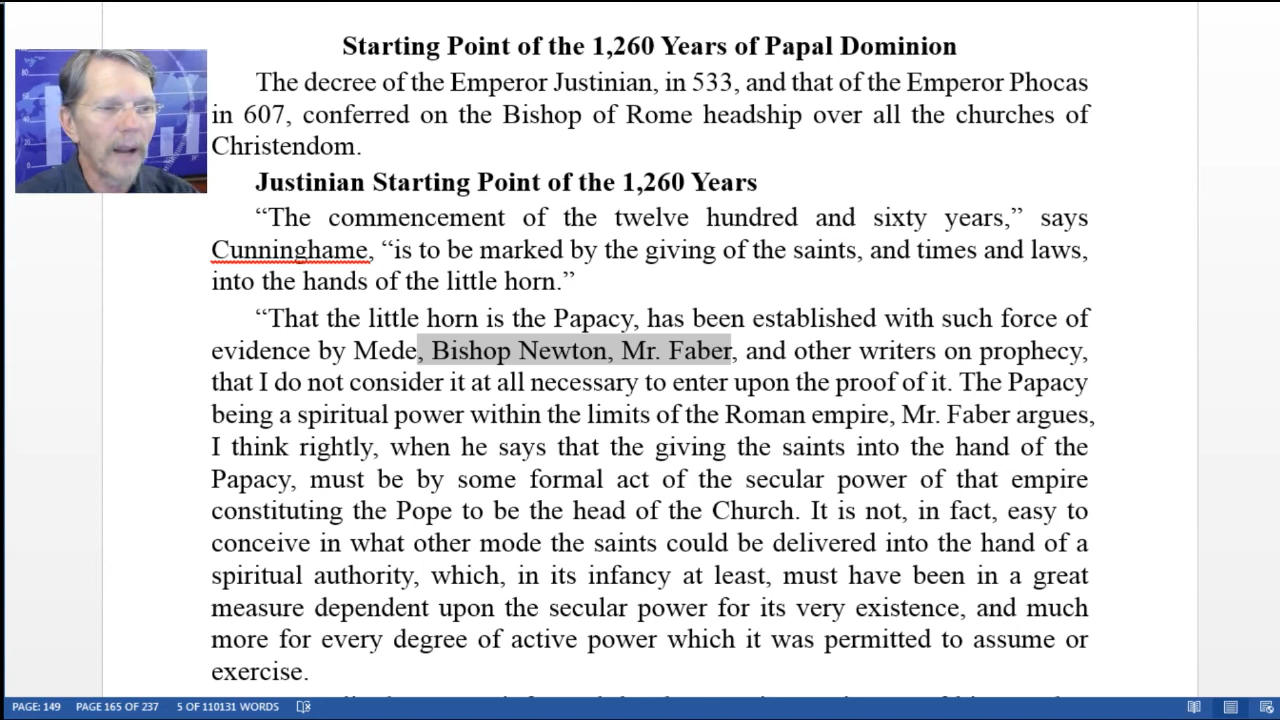 Starting Point of the 1,260 Years of Papal Dominion
The decree of the Emperor Justinian, in 533, and that of the Emperor Phocas
in 607, conferred on the Bishop of Rome headship over all the churches of
Christendom.
Justinian Starting Point of the 1,260 Years
“The commencement of the twelve hundred and sixty years,” says
Cunninghame, “is to be marked by the giving of the saints, and times and laws,
into the hands of the little horn.”
“That the little horn is the Papacy, has been established with such force of
evidence by Mede, Bishop Newton, Mr. Faber, and other writers on prophecy,
that I do not consider it at all necessary to enter upon the proof of it. The Papacy
being a spiritual power within the limits of the Roman empire, Mr. Faber argues,
I think rightly, when he says that the giving the saints into the hand of the
Papacy, must be by some formal act of the secular power of that empire
constituting the Pope to be the head of the Church. It is not, in fact, easy to
conceive in what other mode the saints could be delivered into the hand of a
spiritual authority, which, in its infancy at least, must have been in a great
measure dependent upon the secular power for its very existence, and much
more for every degree of active power which it was permitted to assume or
exercise.
PAGE: 149 PAGE 165 OF 237 5 OF 110131 WORDS